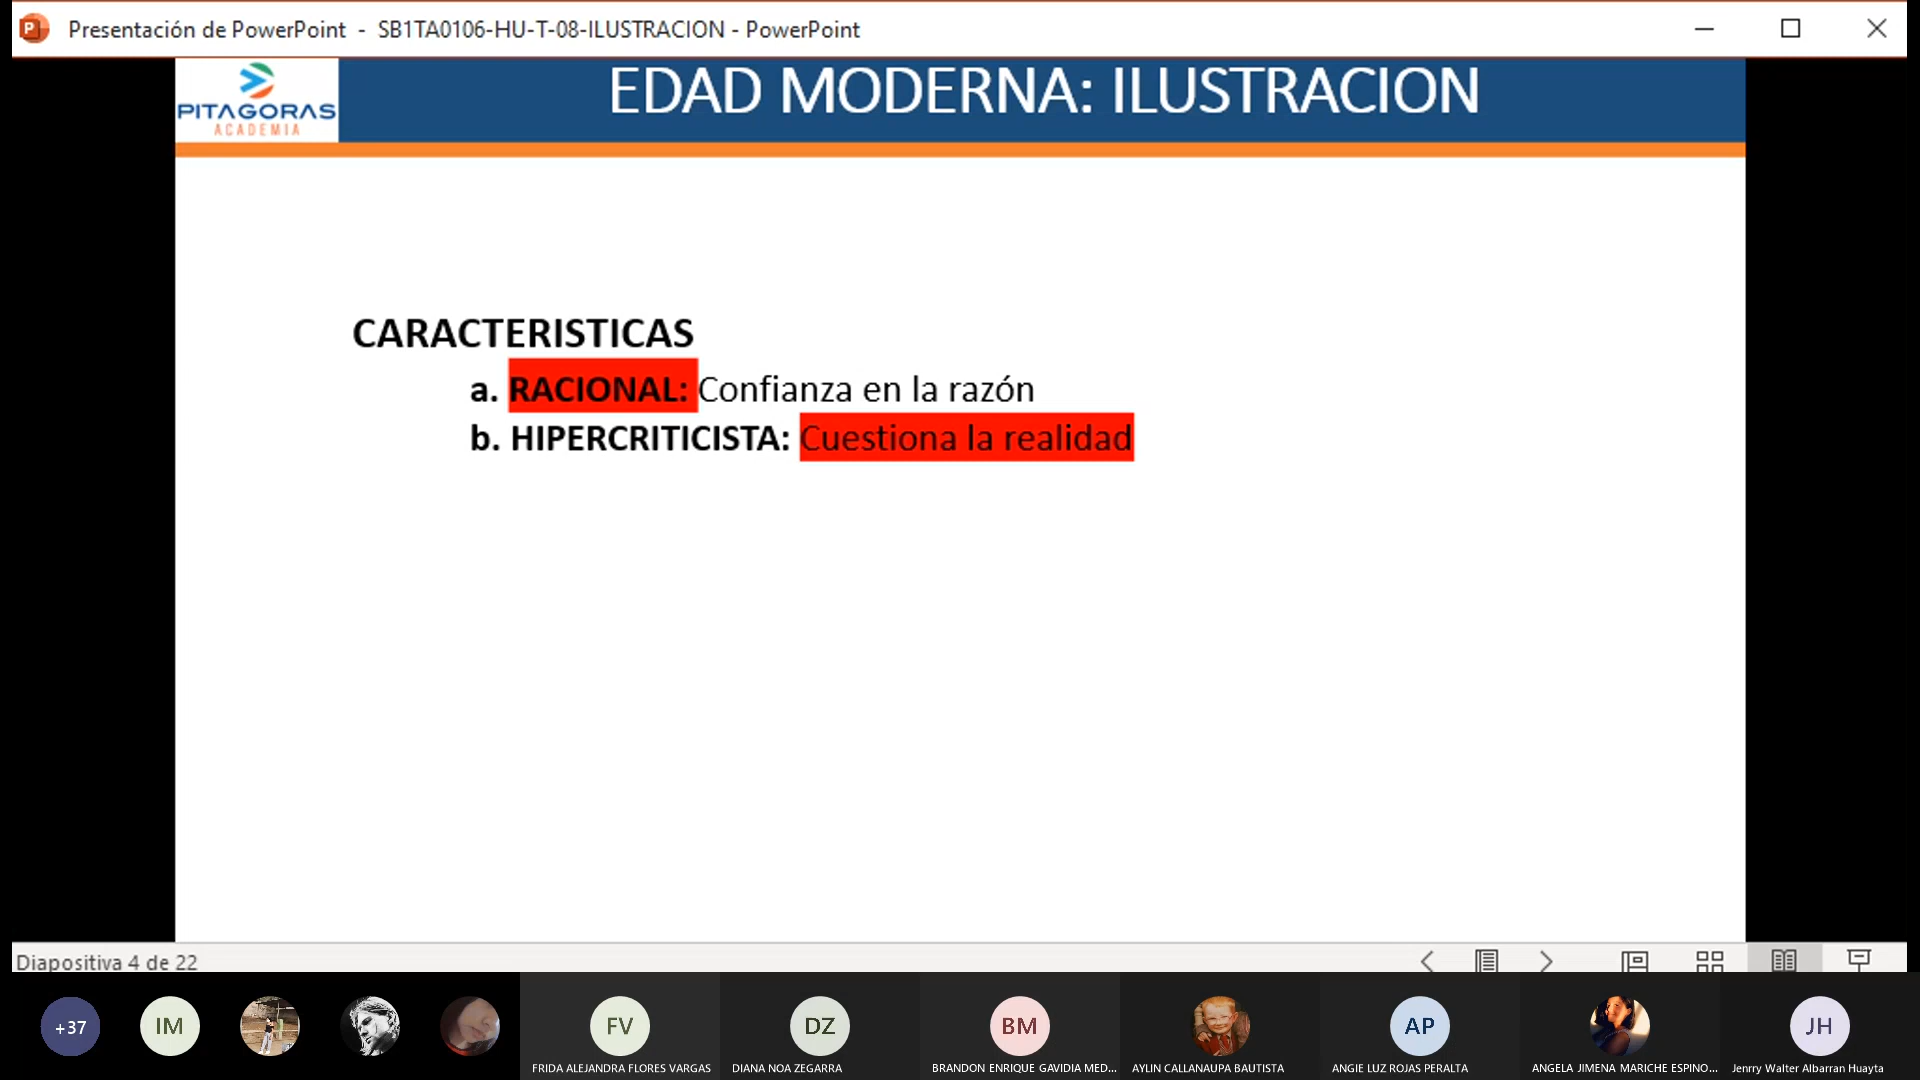 Presentación de PowerPoint - SB1TA0106-HU-T-08-ILUSTRACION - PowerPoint
PITAGORAS
ACADEMIA
EDAD MODERNA: ILUSTRACION
CARACTERISTICAS
a. RACIONAL: Confianza en la razón
b. HIPERCRITICISTA: Cuestiona la realidad
Diapositiva 4 de 22
+37
IM
FV
DZ
BM
AP
JH
FRIDA ALEJANDRA FLORES VARGAS
DIANA NOA ZEGARRA
BRANDON ENRIQUE GAVIDIA MED...
AYLIN CALLANAUPA BAUTISTA
ANGIE LUZ ROJAS PERALTA
ANGELA JIMENA MARICHE ESPINO...
Jenrry Walter Albarran Huayta